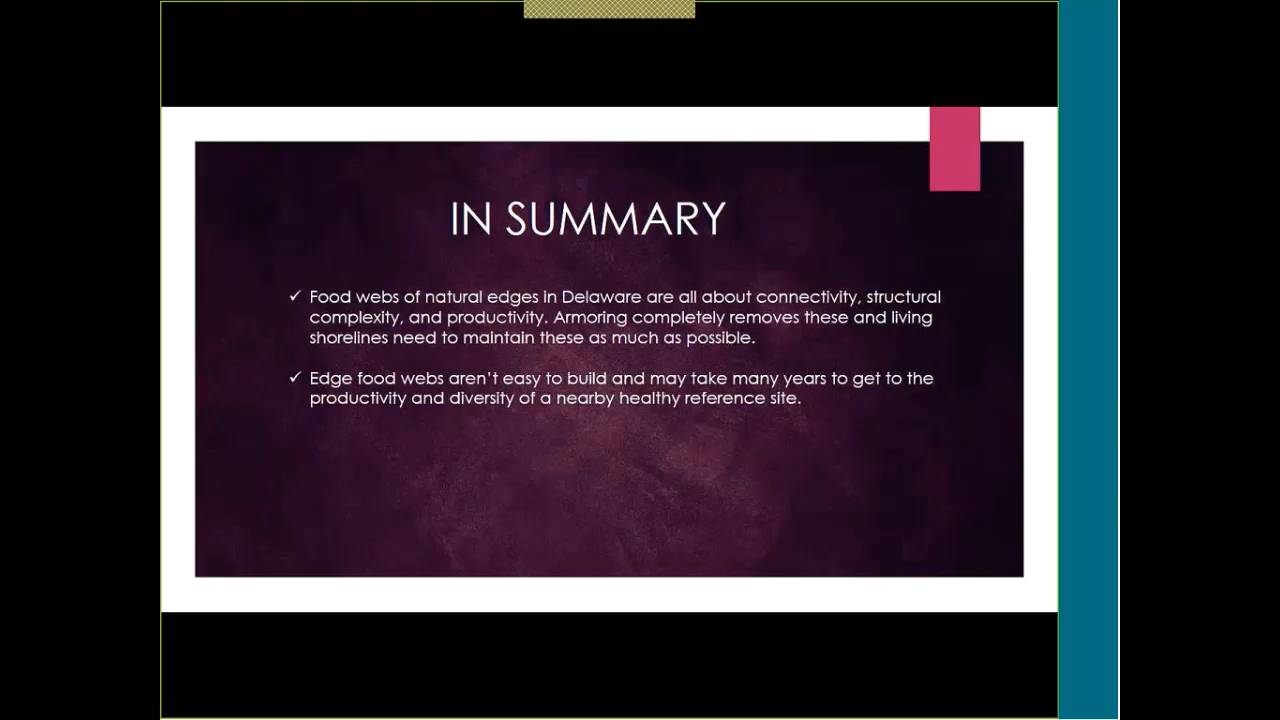 IN SUMMARY
✓ Food webs of natural edges in Delaware are all about connectivity, structural
complexity, and productivity. Armoring completely removes these and living
shorelines need to maintain these as much as possible.
✓ Edge food webs aren't easy to build and may take many years to get to the
productivity and diversity of a nearby healthy reference site.